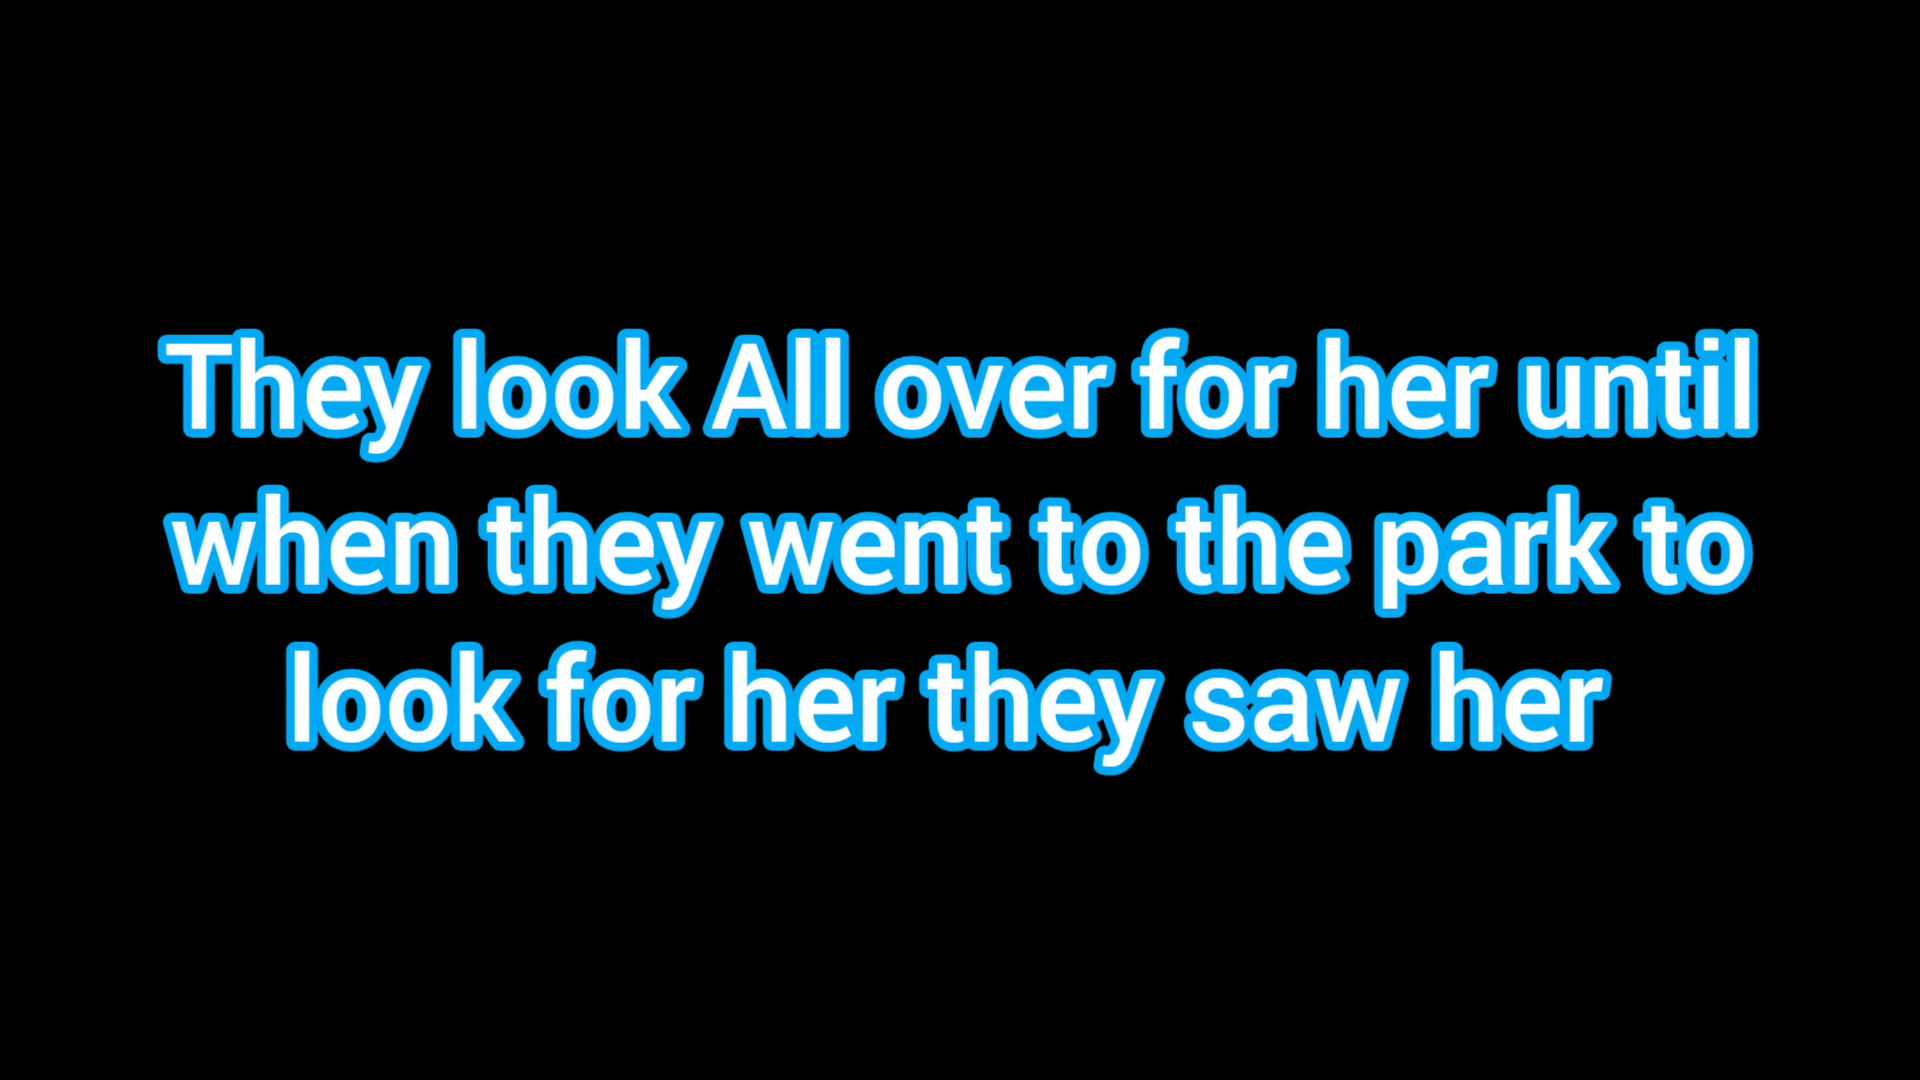 They look All over for her until
when they went to the park to
look for her they saw her